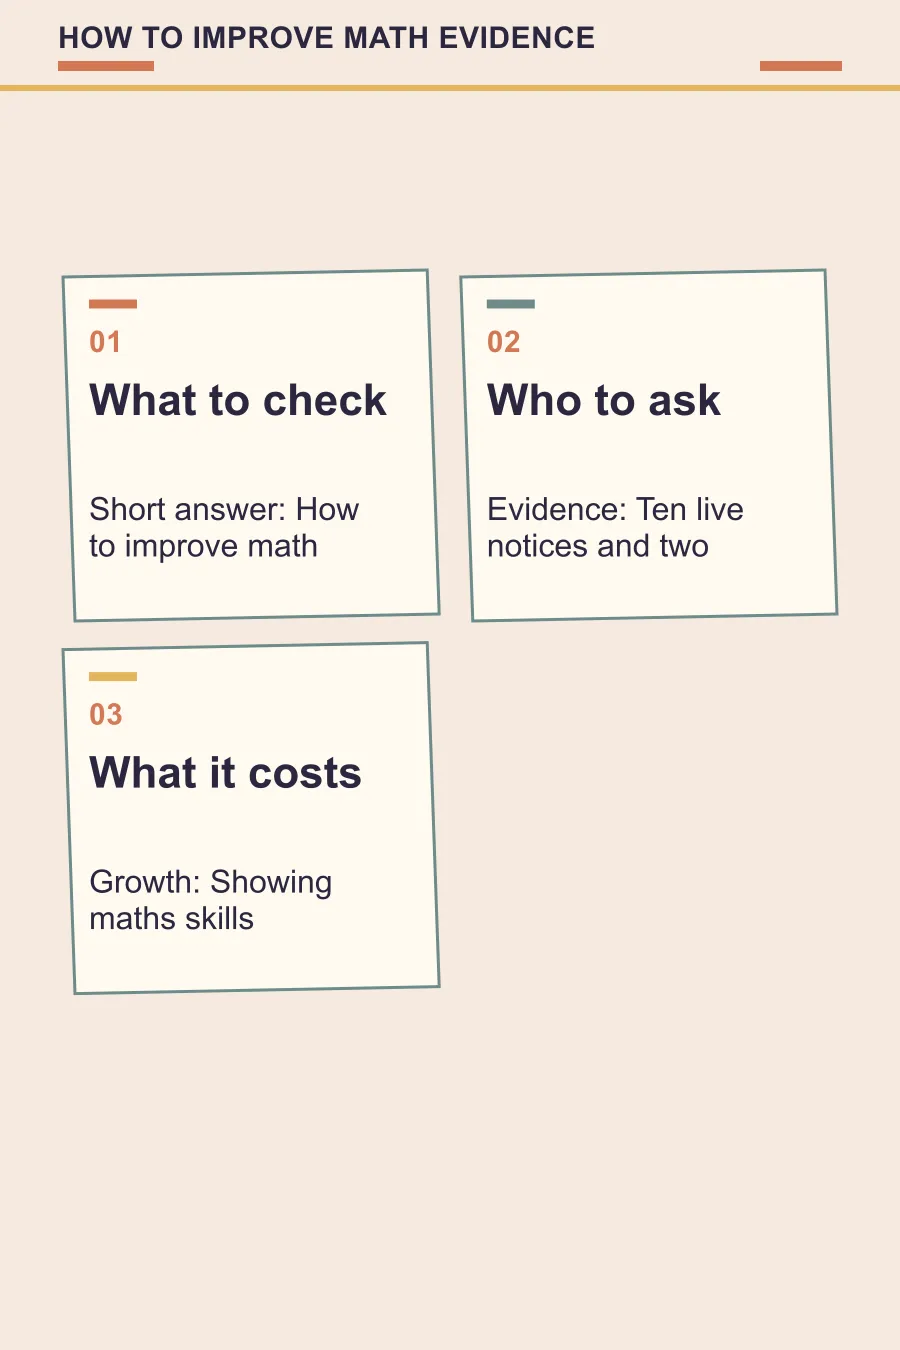 HOW TO IMPROVE MATH EVIDENCE
01
What to check
Short answer: How
to improve math
02
Who to ask
Evidence: Ten live
notices and two
03
What it costs
Growth: Showing
maths skills